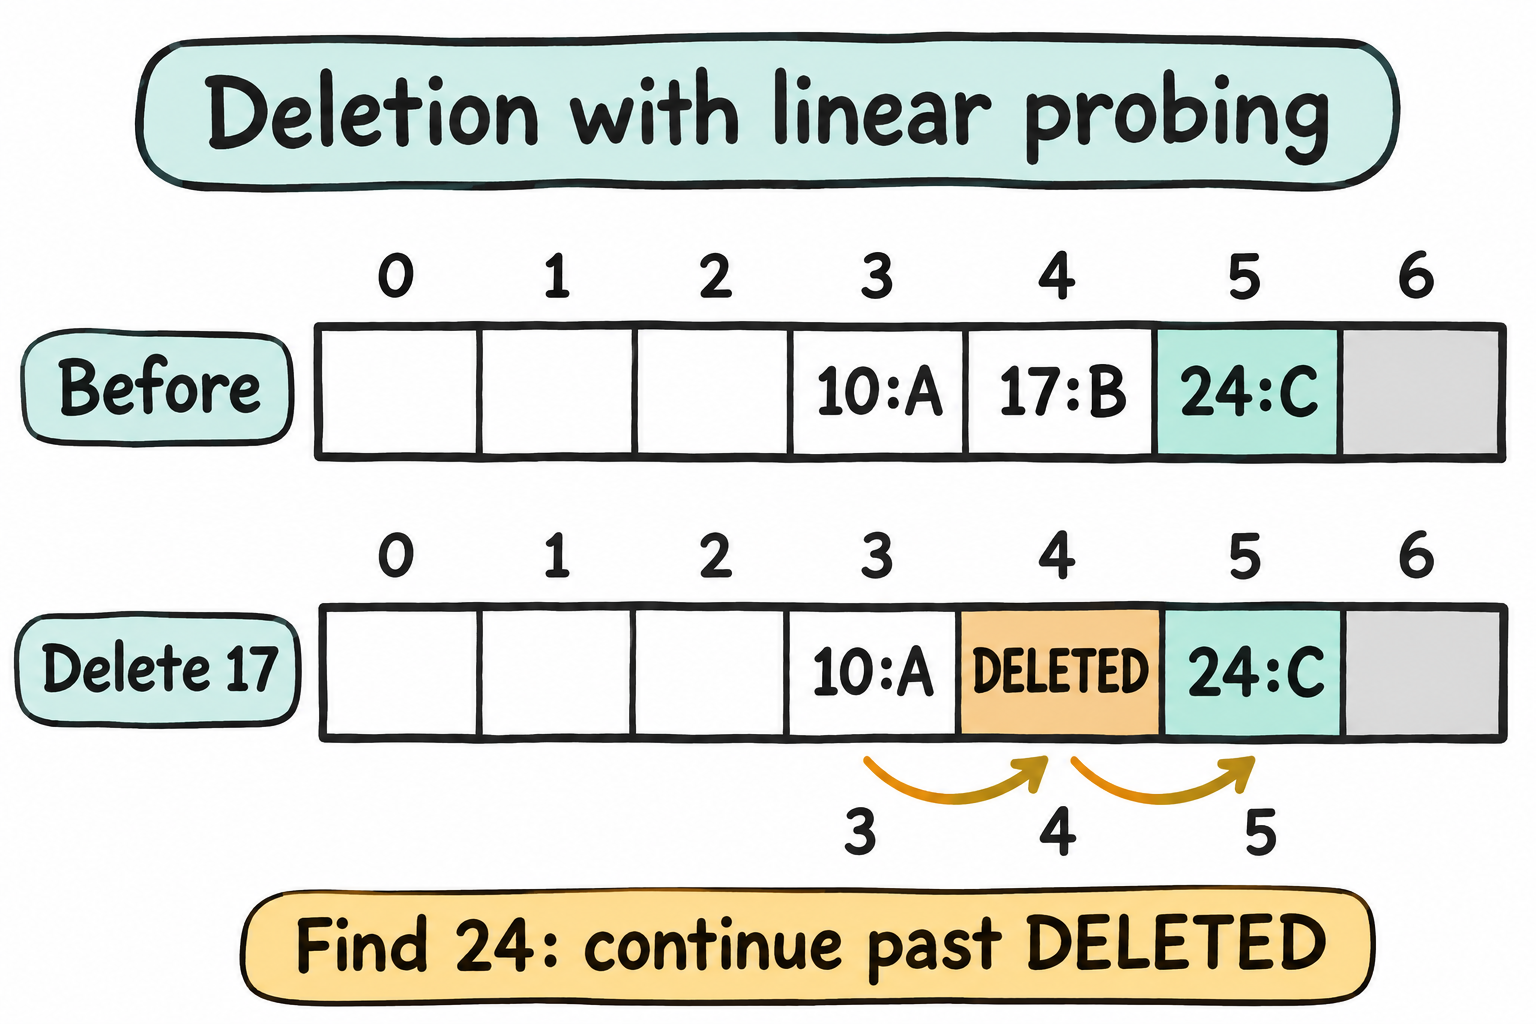 Deletion with linear probing
0 1 2 3 4 5 6
Before 10:A 17:B 24:C
0 1 2 3 4 5 6
Delete 17 10:A DELETED 24:C
3 4 5
Find 24: continue past DELETED